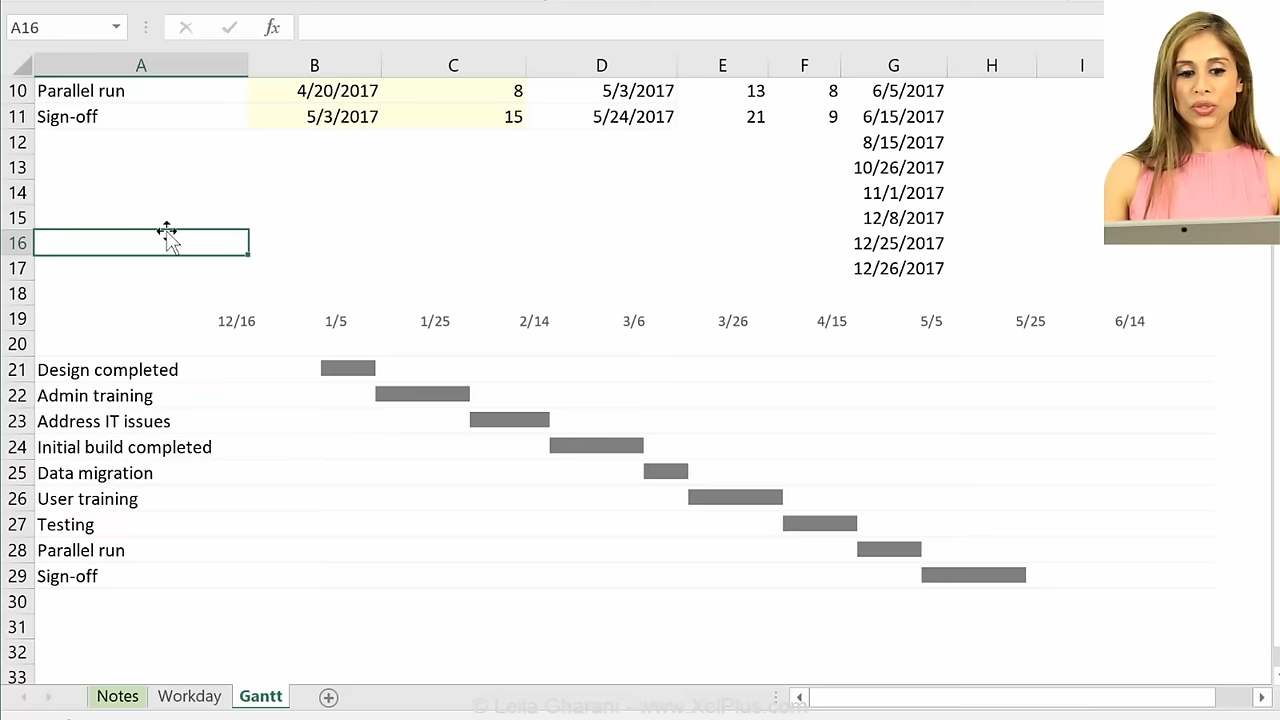 A16 fx
A B C D E F G H I
10 Parallel run 4/20/2017 8 5/3/2017 13 8 6/5/2017
11 Sign-off 5/3/2017 15 5/24/2017 21 9 6/15/2017
12 8/15/2017
13 10/26/2017
14 11/1/2017
15 12/8/2017
16 12/25/2017
17 12/26/2017
18
19 12/16 1/5 1/25 2/14 3/6 3/26 4/15 5/5 5/25 6/14
20
21 Design completed
22 Admin training
23 Address IT issues
24 Initial build completed
25 Data migration
26 User training
27 Testing
28 Parallel run
29 Sign-off
30
31
32
33
Notes Workday Gantt
© Leila Gharani - www.XelPlus.com